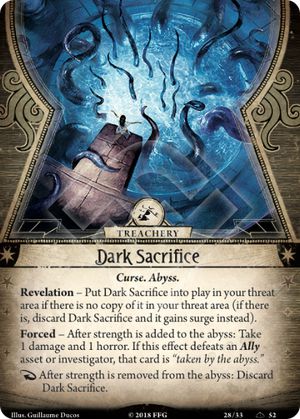 TREACHERY
Dark Sacrifice
Curse. Abyss.
Revelation – Put Dark Sacrifice into play in your threat
area if there is no copy of it in your threat area (if there
is, discard Dark Sacrifice and it gains surge instead).
Forced – After strength is added to the abyss: Take
1 damage and 1 horror. If this effect defeats an Ally
asset or investigator, that card is “taken by the abyss.”
After strength is removed from the abyss: Discard
Dark Sacrifice.
Illus. Guillaume Ducos © 2018 FFG 28/33 52